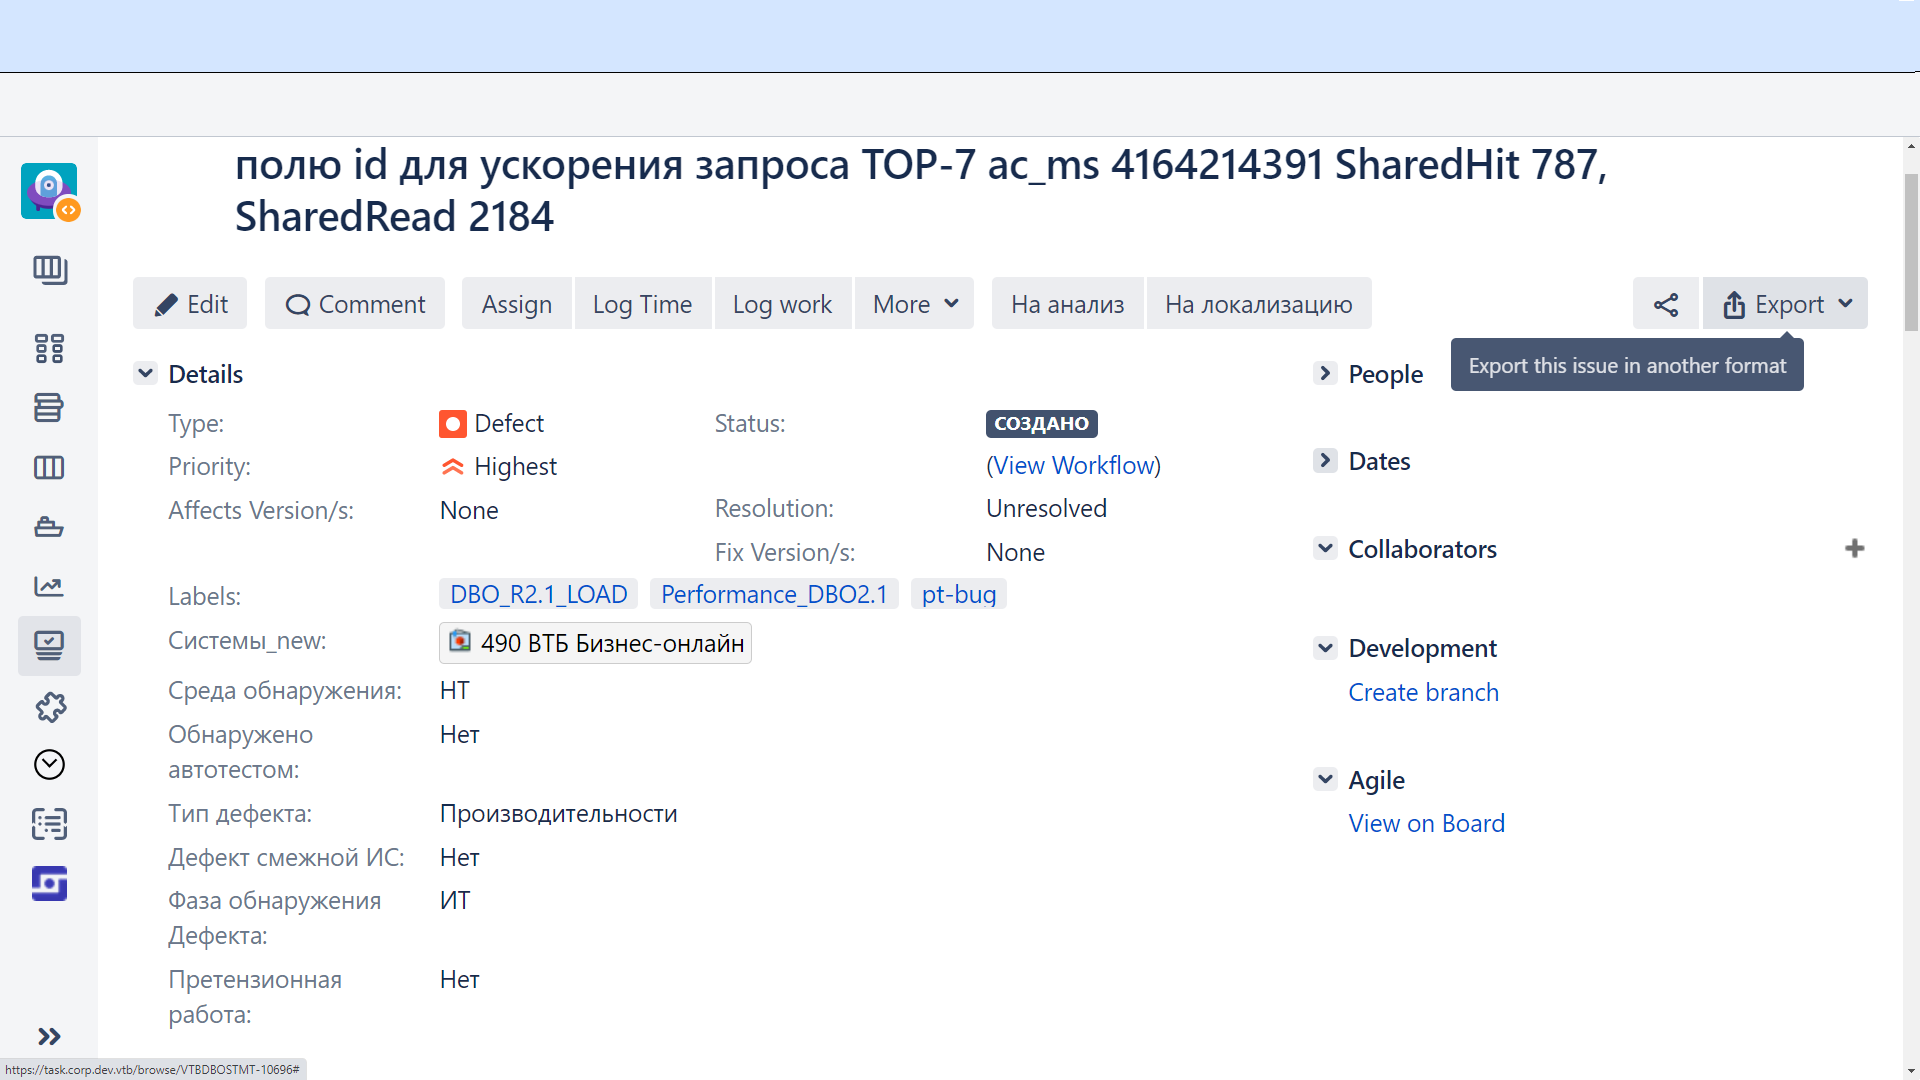 полю id для ускорения запроса TOP-7 ac_ms 4164214391 SharedHit 787,
SharedRead 2184
Edit
Comment
Assign
Log Time
Log work
More
На анализ
На локализацию
Export
Export this issue in another format
Details
Type:
Defect
Status:
СОЗДАНО
(View Workflow)
Priority:
Highest
Affects Version/s:
None
Resolution:
Unresolved
Fix Version/s:
None
Labels:
DBO_R2.1_LOAD
Performance_DBO2.1
pt-bug
Системы_new:
490 ВТБ Бизнес-онлайн
Среда обнаружения:
НТ
Обнаружено
автотестом:
Нет
Тип дефекта:
Производительности
Дефект смежной ИС:
Нет
Фаза обнаружения
Дефекта:
ИТ
Претензионная
работа:
Нет
People
Dates
Collaborators
Development
Create branch
Agile
View on Board
https://task.corp.dev.vtb/browse/VTBDBOSTMT-10696#